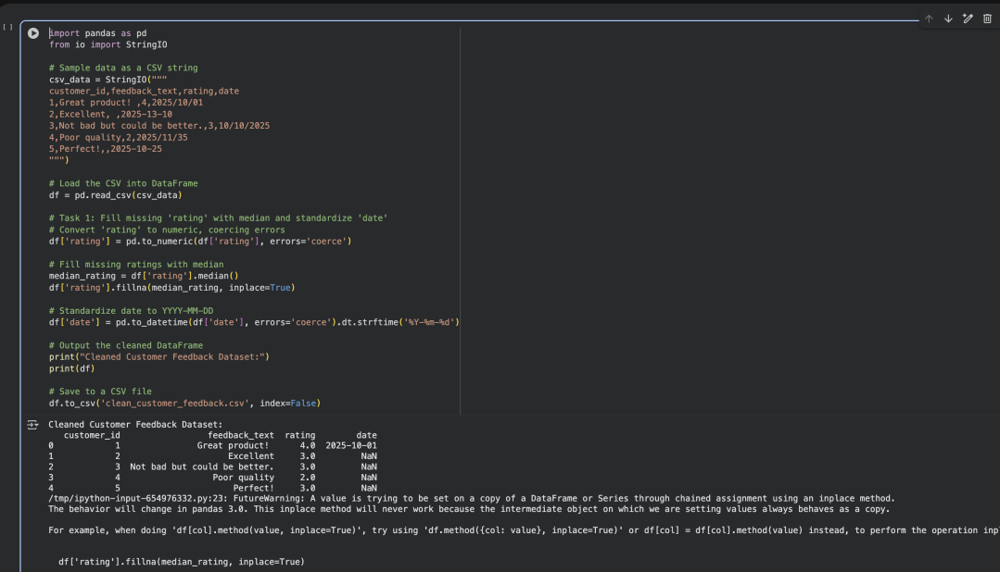 [ ]
import pandas as pd
from io import StringIO
# Sample data as a CSV string
csv_data = StringIO("""
customer_id,feedback_text,rating,date
1,Great product! ,4,2025/10/01
2,Excellent, ,2025-13-10
3,Not bad but could be better.,3,10/10/2025
4,Poor quality,2,2025/11/35
5,Perfect!,,2025-10-25
""")
# Load the CSV into DataFrame
df = pd.read_csv(csv_data)
# Task 1: Fill missing 'rating' with median and standardize 'date'
# Convert 'rating' to numeric, coercing errors
df['rating'] = pd.to_numeric(df['rating'], errors='coerce')
# Fill missing ratings with median
median_rating = df['rating'].median()
df['rating'].fillna(median_rating, inplace=True)
# Standardize date to YYYY-MM-DD
df['date'] = pd.to_datetime(df['date'], errors='coerce').dt.strftime('%Y-%m-%d')
# Output the cleaned DataFrame
print("Cleaned Customer Feedback Dataset:")
print(df)
# Save to a CSV file
df.to_csv('clean_customer_feedback.csv', index=False)
Cleaned Customer Feedback Dataset:
customer_id feedback_text rating date
0 1 Great product! 4.0 2025-10-01
1 2 Excellent 3.0 NaN
2 3 Not bad but could be better. 3.0 NaN
3 4 Poor quality 2.0 NaN
4 5 Perfect! 3.0 NaN
/tmp/ipython-input-654976332.py:23: FutureWarning: A value is trying to be set on a copy of a DataFrame or Series through chained assignment using an inplace method.
The behavior will change in pandas 3.0. This inplace method will never work because the intermediate object on which we are setting values always behaves as a copy.
For example, when doing 'df[col].method(value, inplace=True)', try using 'df.method({col: value}, inplace=True)' or df[col] = df[col].method(value) instead, to perform the operation inp
df['rating'].fillna(median_rating, inplace=True)